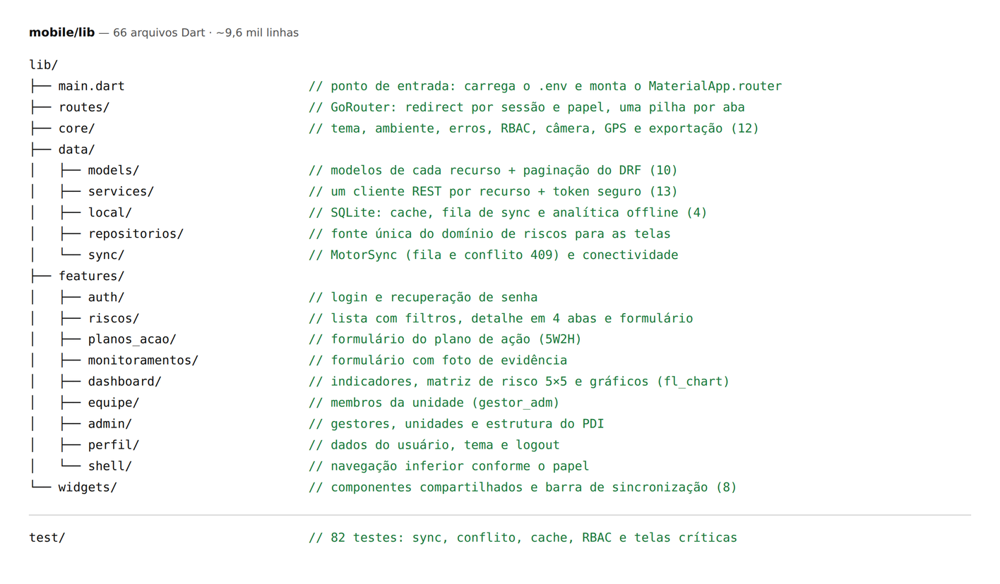 mobile/lib — 66 arquivos Dart · ~9,6 mil linhas
lib/
├── main.dart // ponto de entrada: carrega o .env e monta o MaterialApp.router
├── routes/ // GoRouter: redirect por sessão e papel, uma pilha por aba
├── core/ // tema, ambiente, erros, RBAC, câmera, GPS e exportação (12)
├── data/
│   ├── models/ // modelos de cada recurso + paginação do DRF (10)
│   ├── services/ // um cliente REST por recurso + token seguro (13)
│   ├── local/ // SQLite: cache, fila de sync e analítica offline (4)
│   ├── repositorios/ // fonte única do domínio de riscos para as telas
│   └── sync/ // MotorSync (fila e conflito 409) e conectividade
├── features/
│   ├── auth/ // login e recuperação de senha
│   ├── riscos/ // lista com filtros, detalhe em 4 abas e formulário
│   ├── planos_acao/ // formulário do plano de ação (5W2H)
│   ├── monitoramentos/ // formulário com foto de evidência
│   ├── dashboard/ // indicadores, matriz de risco 5×5 e gráficos (fl_chart)
│   ├── equipe/ // membros da unidade (gestor_adm)
│   ├── admin/ // gestores, unidades e estrutura do PDI
│   ├── perfil/ // dados do usuário, tema e logout
│   └── shell/ // navegação inferior conforme o papel
└── widgets/ // componentes compartilhados e barra de sincronização (8)
test/ // 82 testes: sync, conflito, cache, RBAC e telas críticas